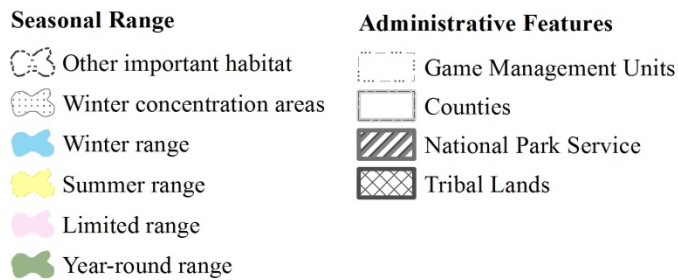 Seasonal Range
Other important habitat
Winter concentration areas
Winter range
Summer range
Limited range
Year-round range
Administrative Features
Game Management Units
Counties
National Park Service
Tribal Lands